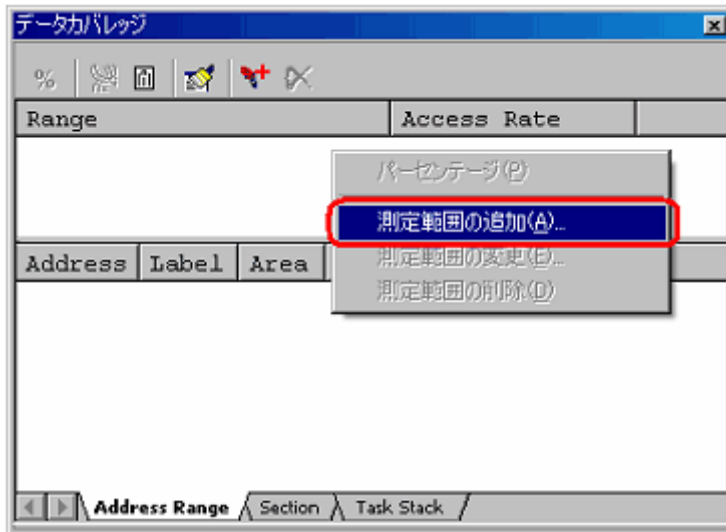 データカバレッジ
%
Range Access Rate
パーセンテージ(P)
測定範囲の追加(A)...
Address Label Area
測定範囲の変更(E)...
測定範囲の削除(D)
Address Range Section Task Stack